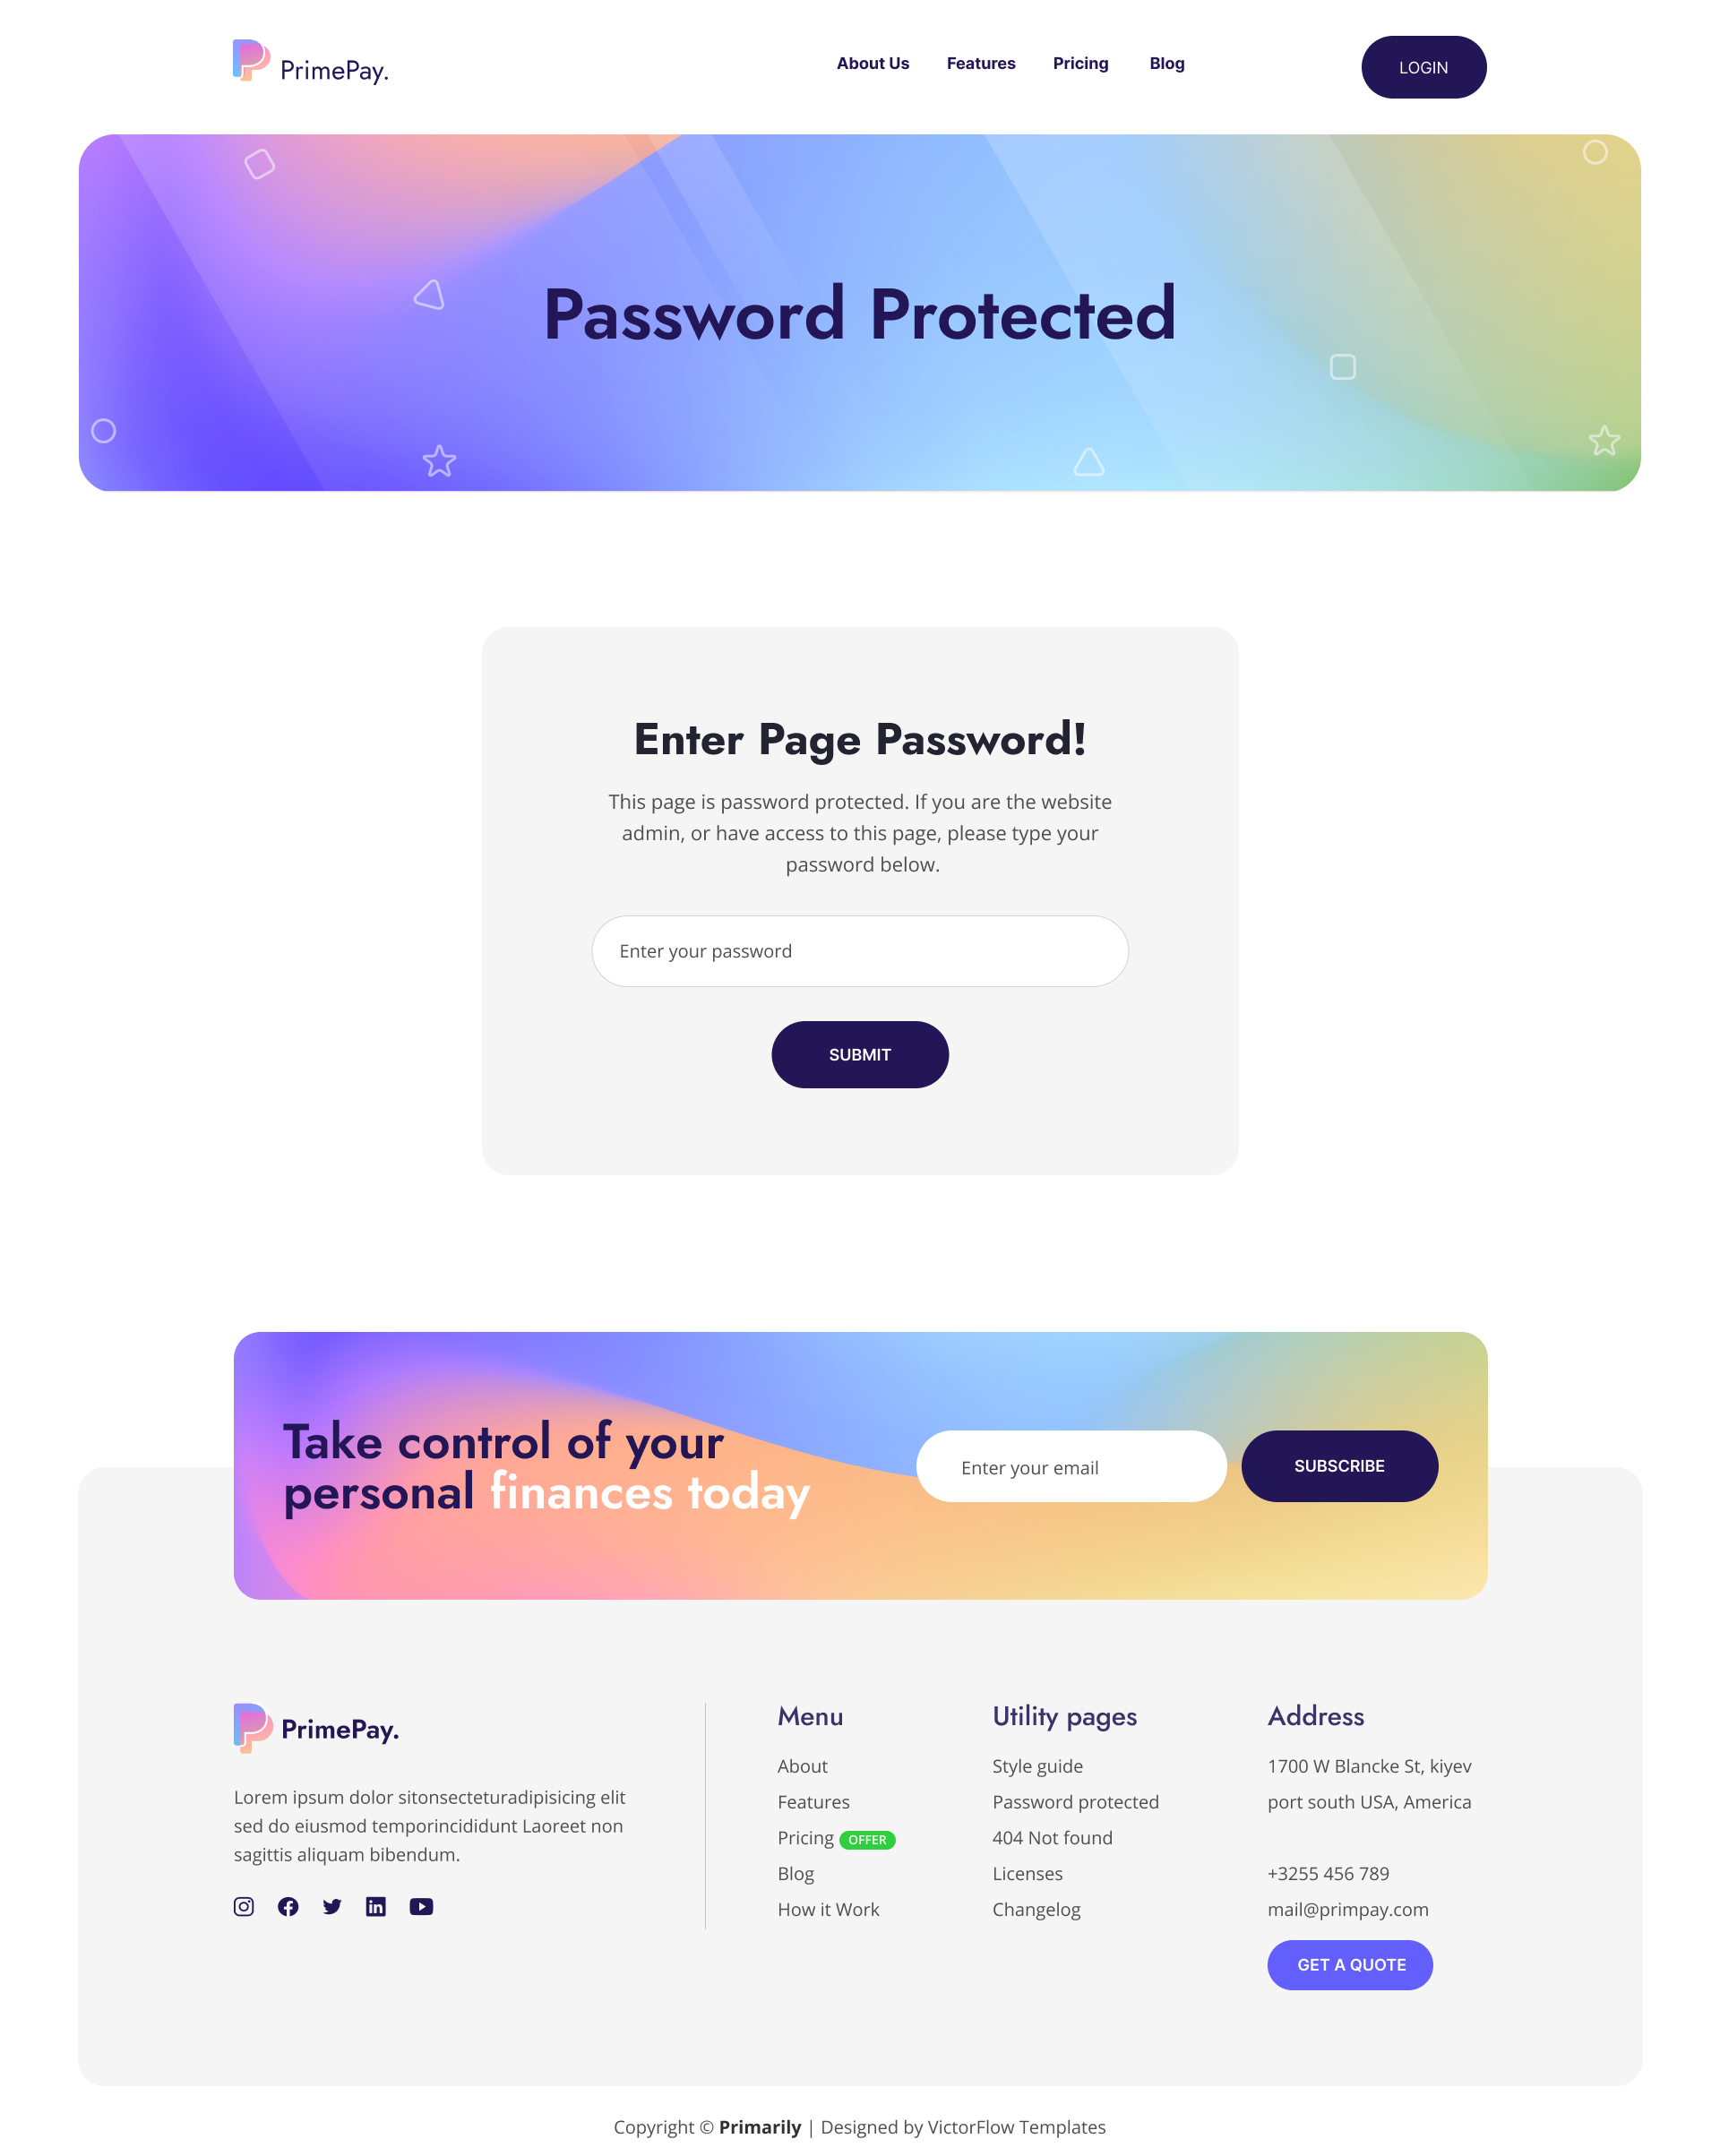 PrimePay.
About Us
Features
Pricing
Blog
LOGIN
Password Protected
Enter Page Password!
This page is password protected. If you are the website
admin, or have access to this page, please type your
password below.
Enter your password
SUBMIT
Take control of your
personal finances today
Enter your email
SUBSCRIBE
PrimePay.
Lorem ipsum dolor sitonsecteturadipisicing elit
sed do eiusmod temporincididunt Laoreet non
sagittis aliquam bibendum.
Menu
About
Features
Pricing OFFER
Blog
How it Work
Utility pages
Style guide
Password protected
404 Not found
Licenses
Changelog
Address
1700 W Blancke St, kiyev
port south USA, America
+3255 456 789
mail@primpay.com
GET A QUOTE
Copyright © Primarily | Designed by VictorFlow Templates